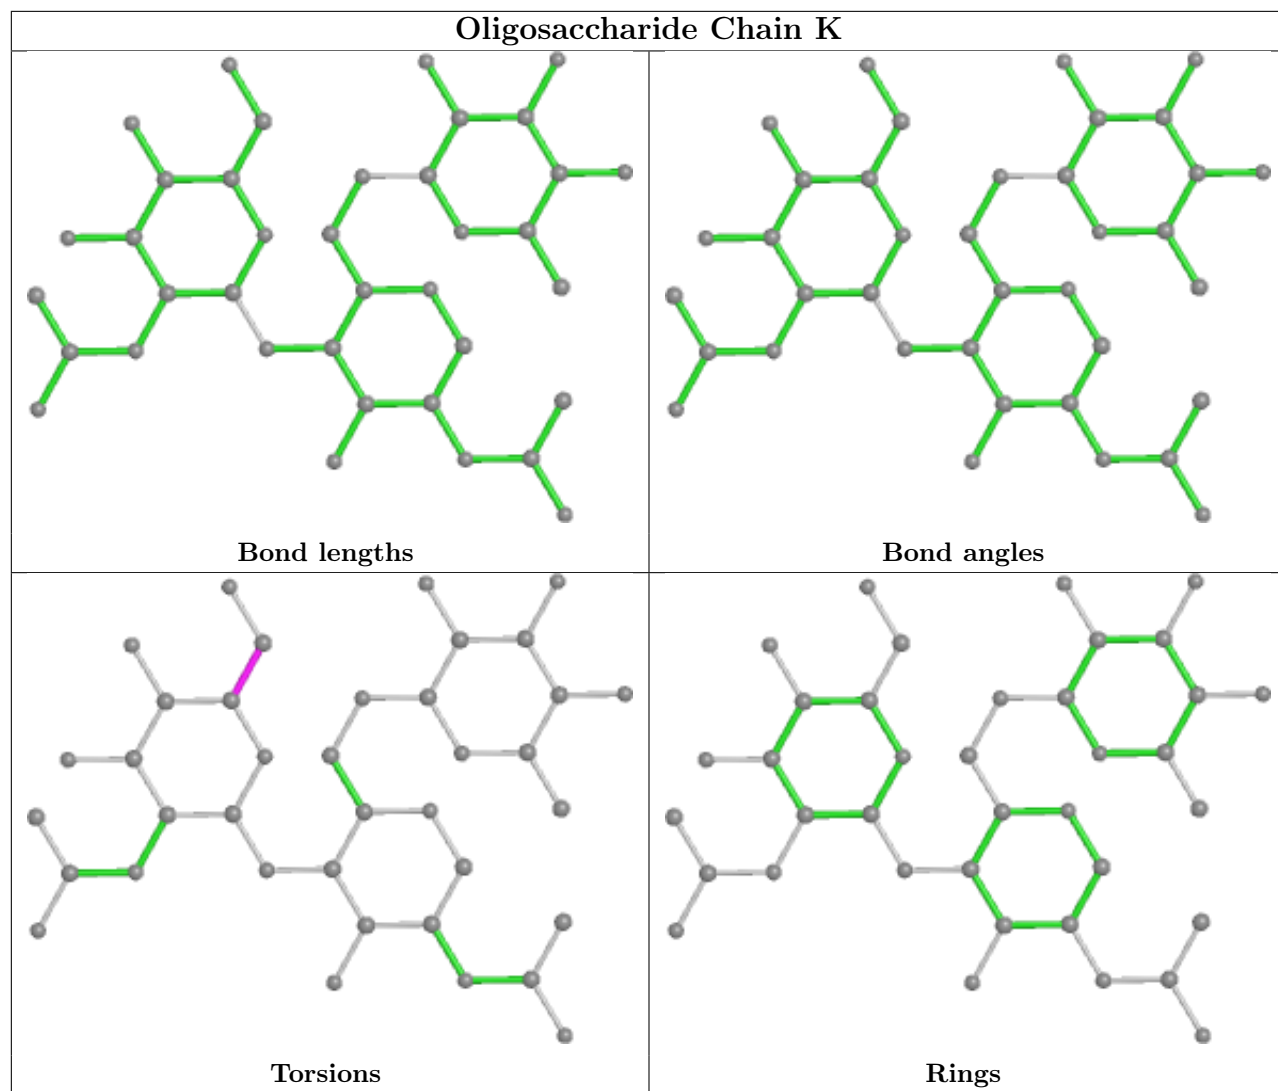 Oligosaccharide Chain K
Bond lengths
Bond angles
Torsions
Rings